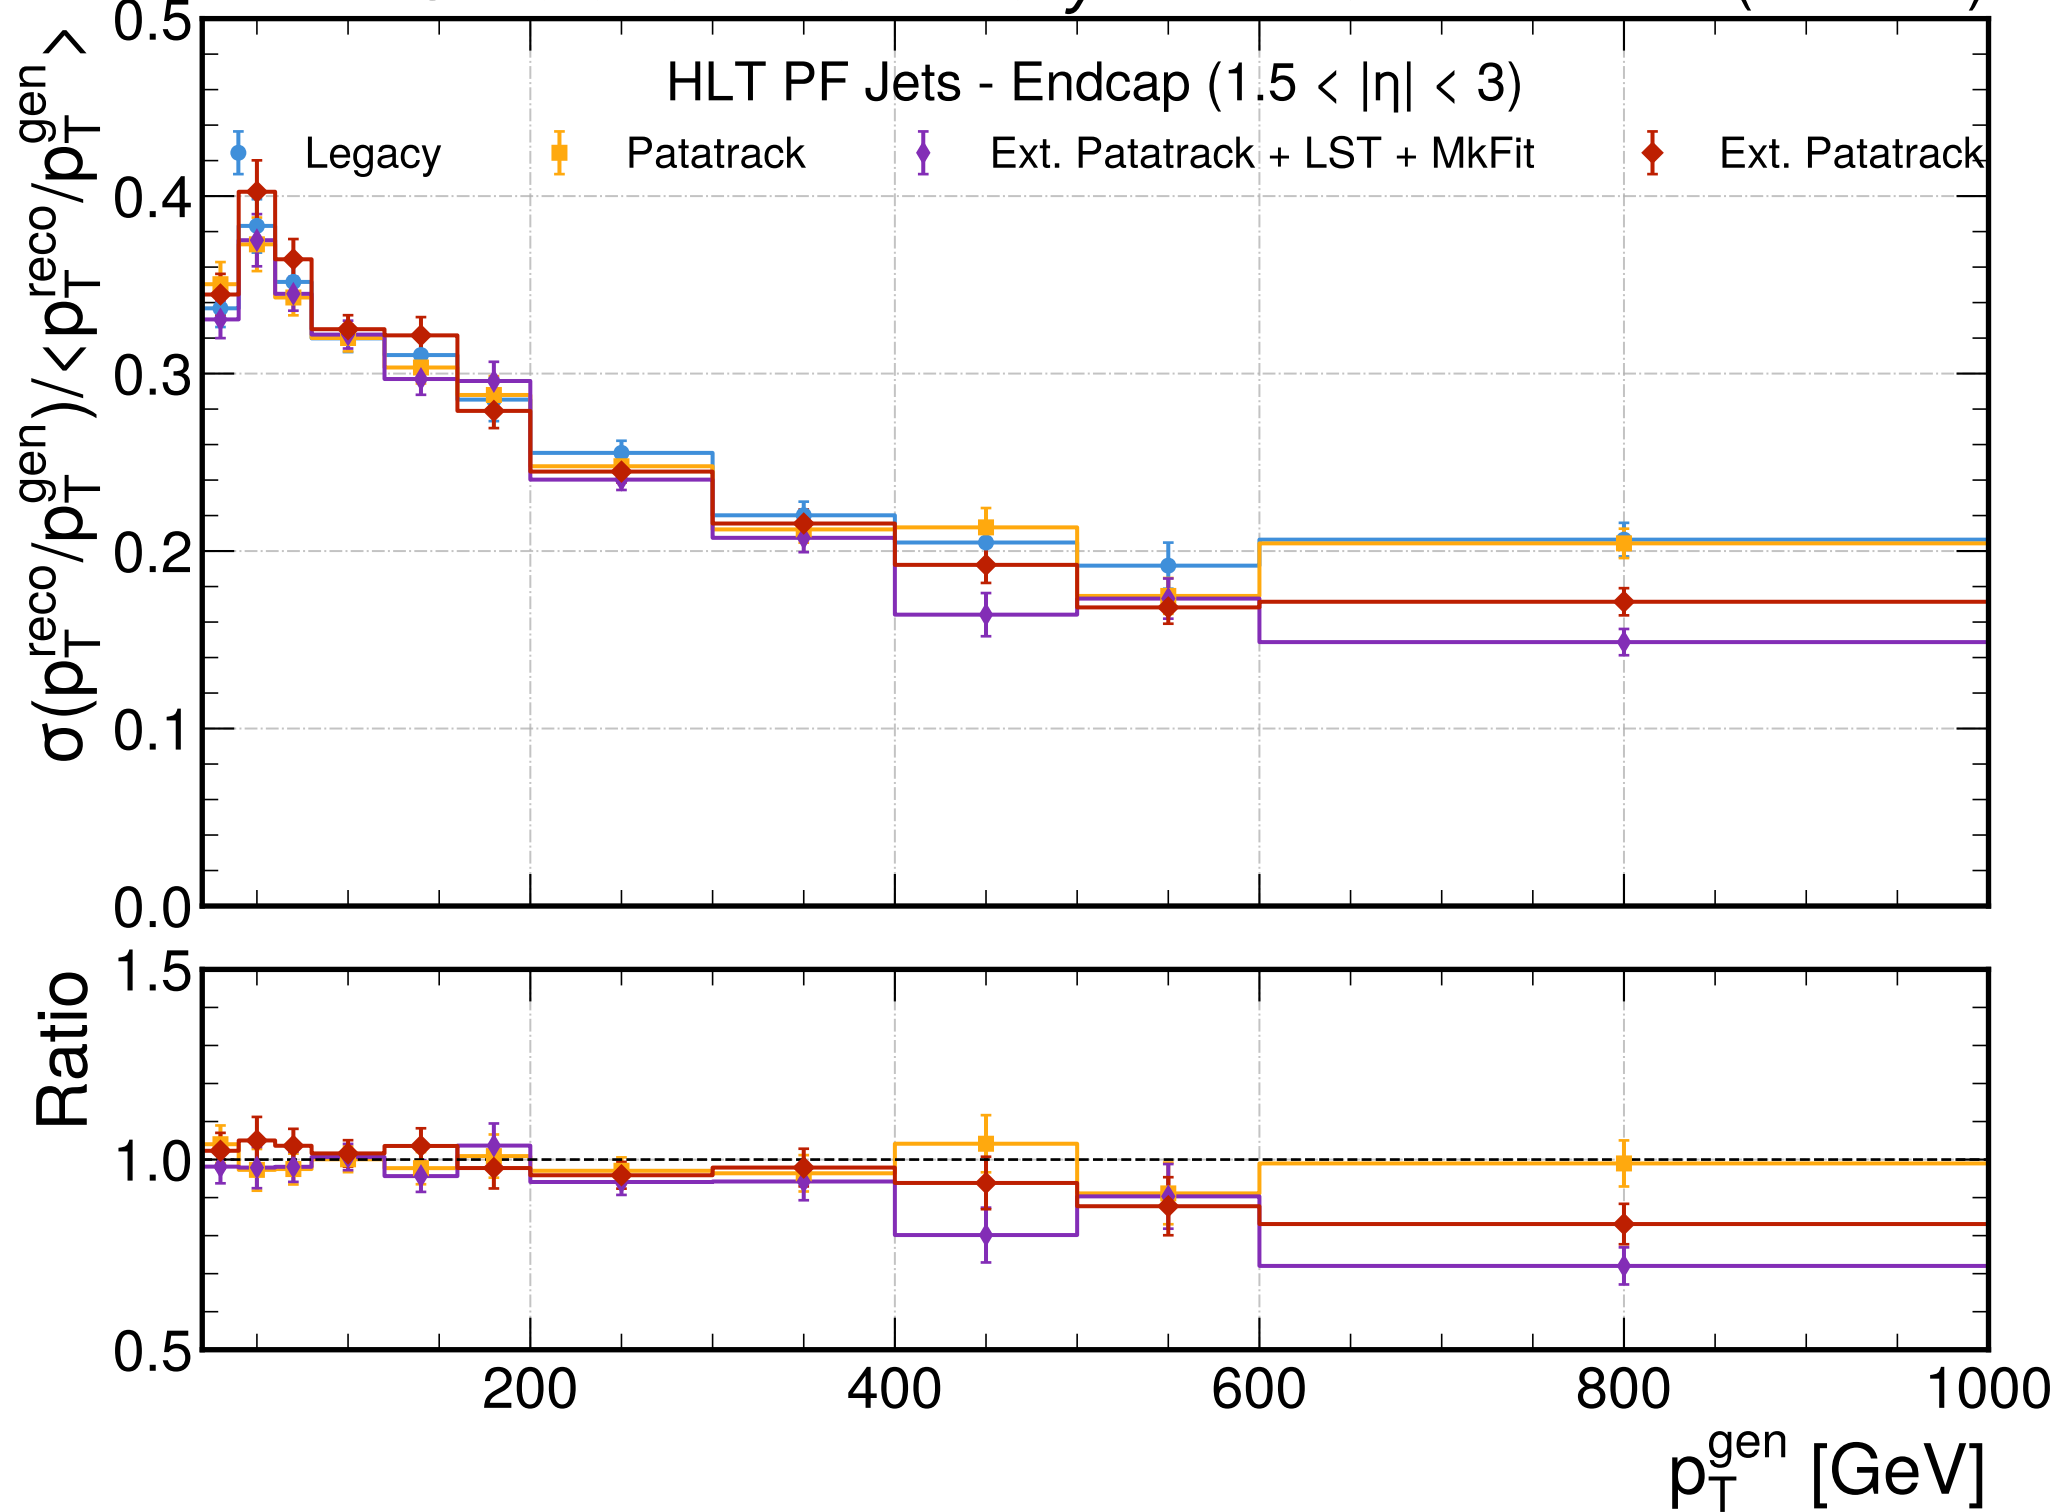 HLT PF Jets - Endcap (1.5 < |η| < 3)
Legacy
Patatrack
Ext. Patatrack + LST + MkFit
Ext. Patatrack
σ(p_T^reco/p_T^gen)/<p_T^reco/p_T^gen>
0.5
0.4
0.3
0.2
0.1
0.0
Ratio
1.5
1.0
0.5
200
400
600
800
1000
p_T^gen [GeV]